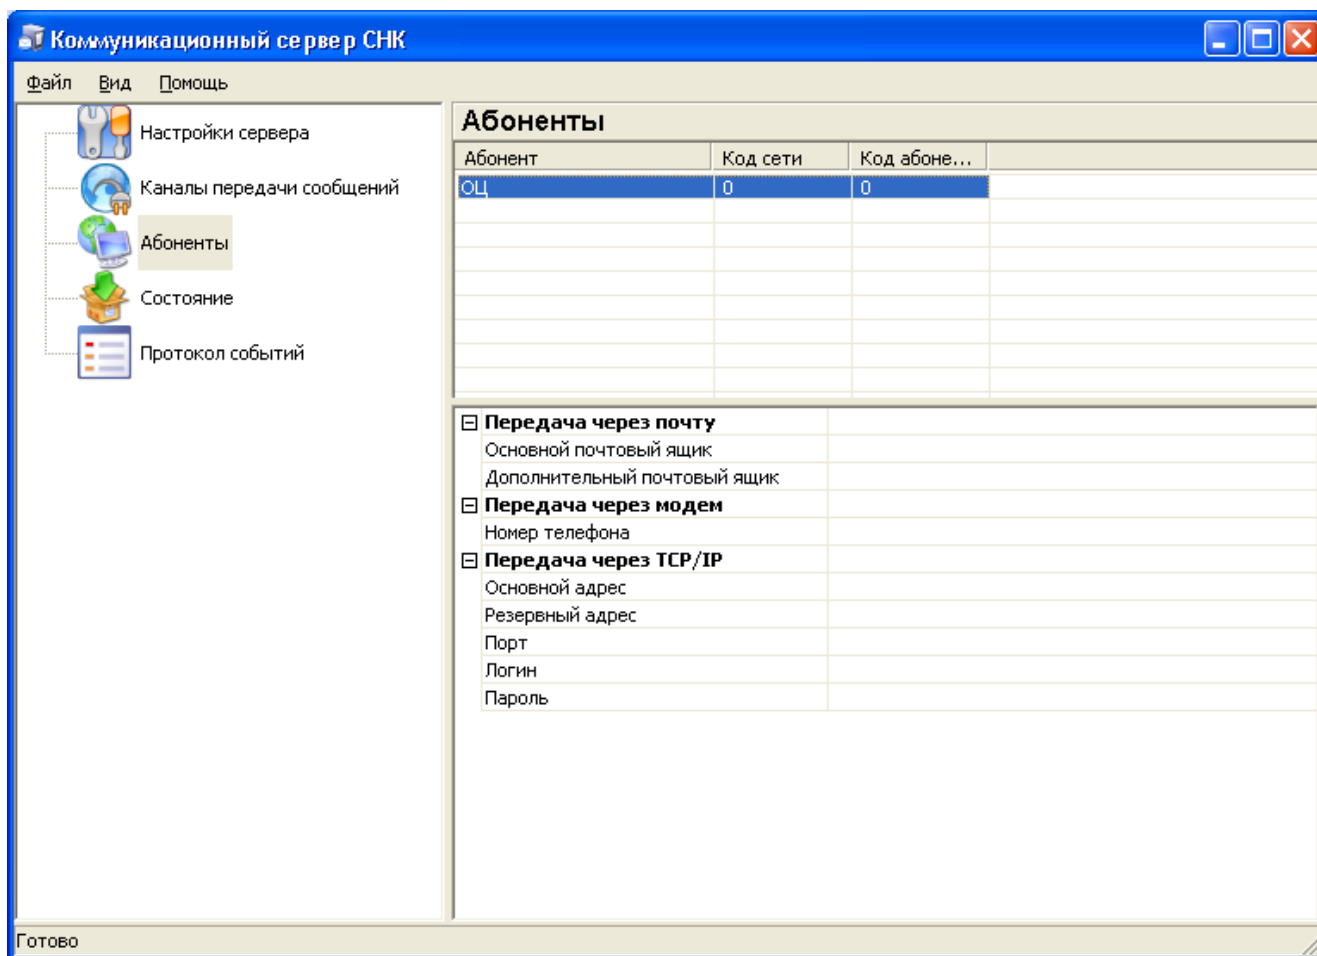 Коммуникационный сервер СНК
Файл Вид Помощь
Настройки сервера
Каналы передачи сообщений
Абоненты
Состояние
Протокол событий
Абоненты
Абонент Код сети Код абоне...
ОЦ 0 0
Передача через почту
Основной почтовый ящик
Дополнительный почтовый ящик
Передача через модем
Номер телефона
Передача через TCP/IP
Основной адрес
Резервный адрес
Порт
Логин
Пароль
Готово